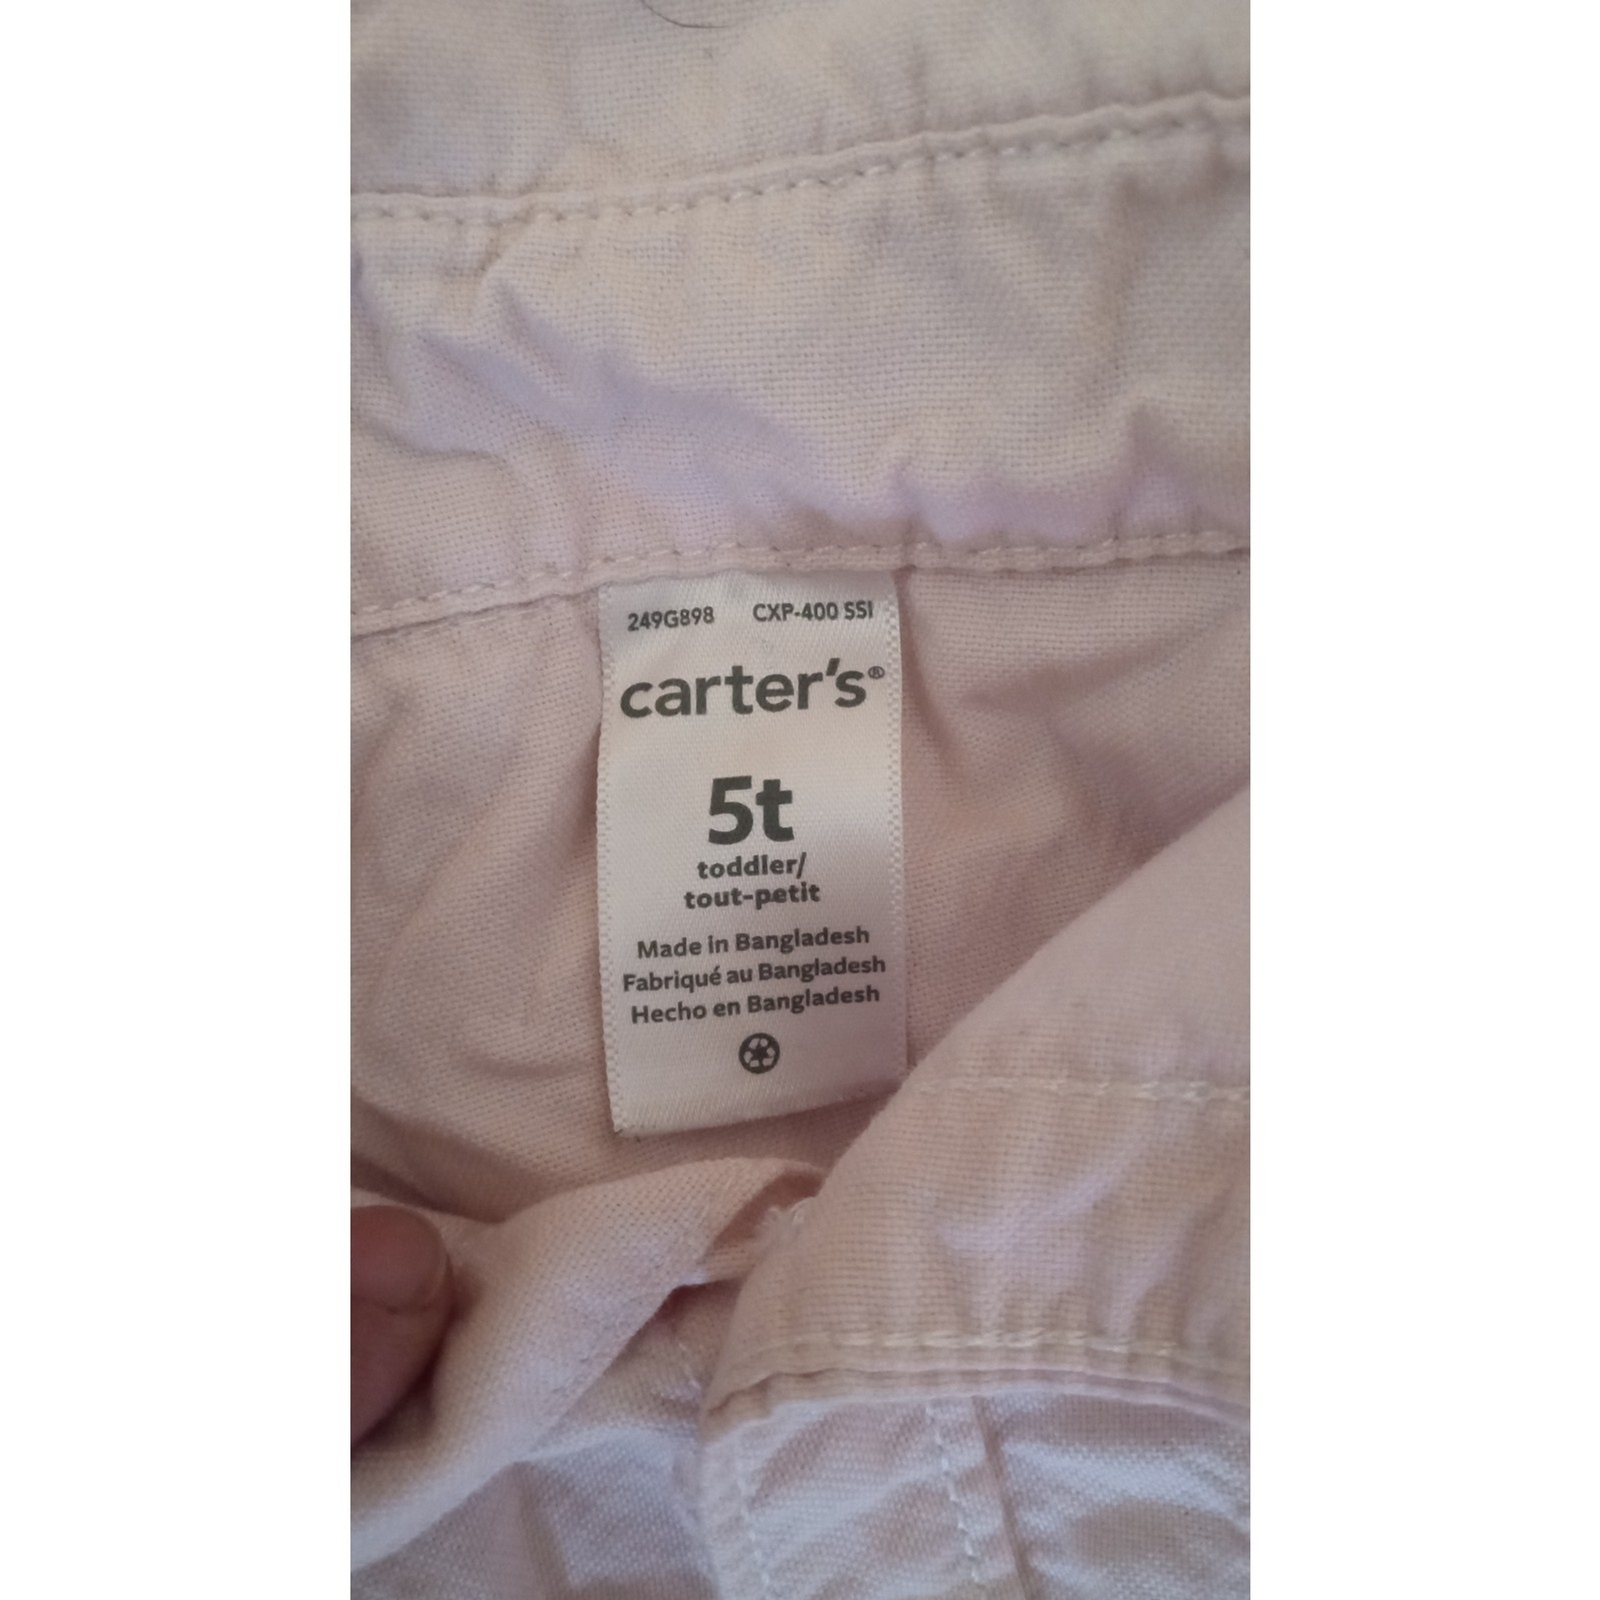 249G898 CXP-400 SSI
carter's®
5t
toddler/
tout-petit
Made in Bangladesh
Fabriqué au Bangladesh
Hecho en Bangladesh